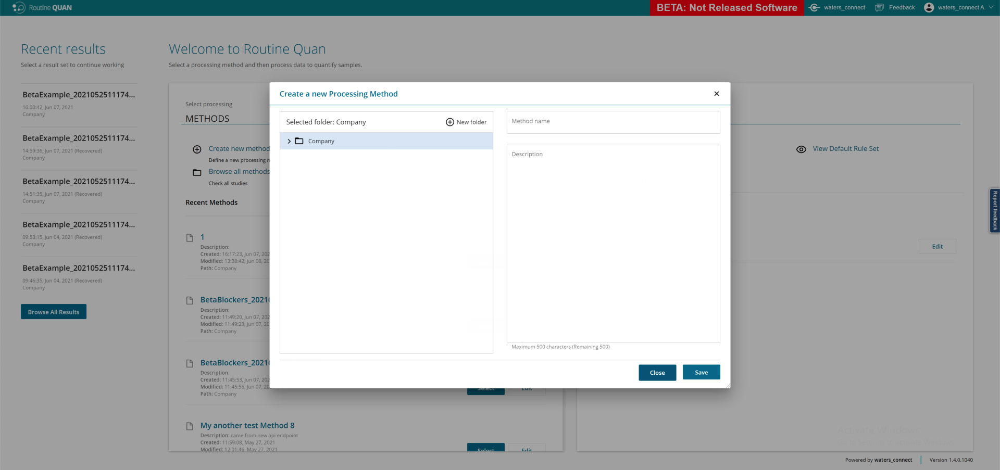 Routine QUAN
BETA: Not Released Software
waters_connect
Feedback
waters_connect A.
Recent results
Select a result set to continue working
BetaExample_2021052511174...
16:00:42, Jun 07, 2021
Company
BetaExample_2021052511174...
14:59:36, Jun 07, 2021 (Recovered)
Company
BetaExample_2021052511174...
14:51:35, Jun 07, 2021 (Recovered)
Company
BetaExample_2021052511174...
09:53:15, Jun 04, 2021 (Recovered)
Company
BetaExample_2021052511174...
09:46:35, Jun 04, 2021 (Recovered)
Company
Browse All Results
Welcome to Routine Quan
Select a processing method and then process data to quantify samples.
Select processing
METHODS
Create new method
Define a new processing m
Browse all methods
Check all studies
Recent Methods
1
Description:
Created: 16:17:23, Jun 07, 202
Modified: 13:38:42, Jun 08, 20
Path: Company
BetaBlockers_2021
Description:
Created: 11:49:20, Jun 07, 202
Modified: 11:49:23, Jun 07, 20
Path: Company
BetaBlockers_2021
Description:
Created: 11:45:53, Jun 07, 202
Modified: 11:45:56, Jun 07, 20
Path: Company
Select
Edit
My another test Method 8
Description: came from new api endpoint
Created: 11:59:08, May 27, 2021
Modified: 12:01:46, May 27, 2021
Select
Edit
Create a new Processing Method
Selected folder: Company
New folder
Company
Method name
Description
Maximum 500 characters (Remaining 500)
Close
Save
View Default Rule Set
Edit
Report feedback
Activate Windows
Powered by waters_connect
Version 1.4.0.1040